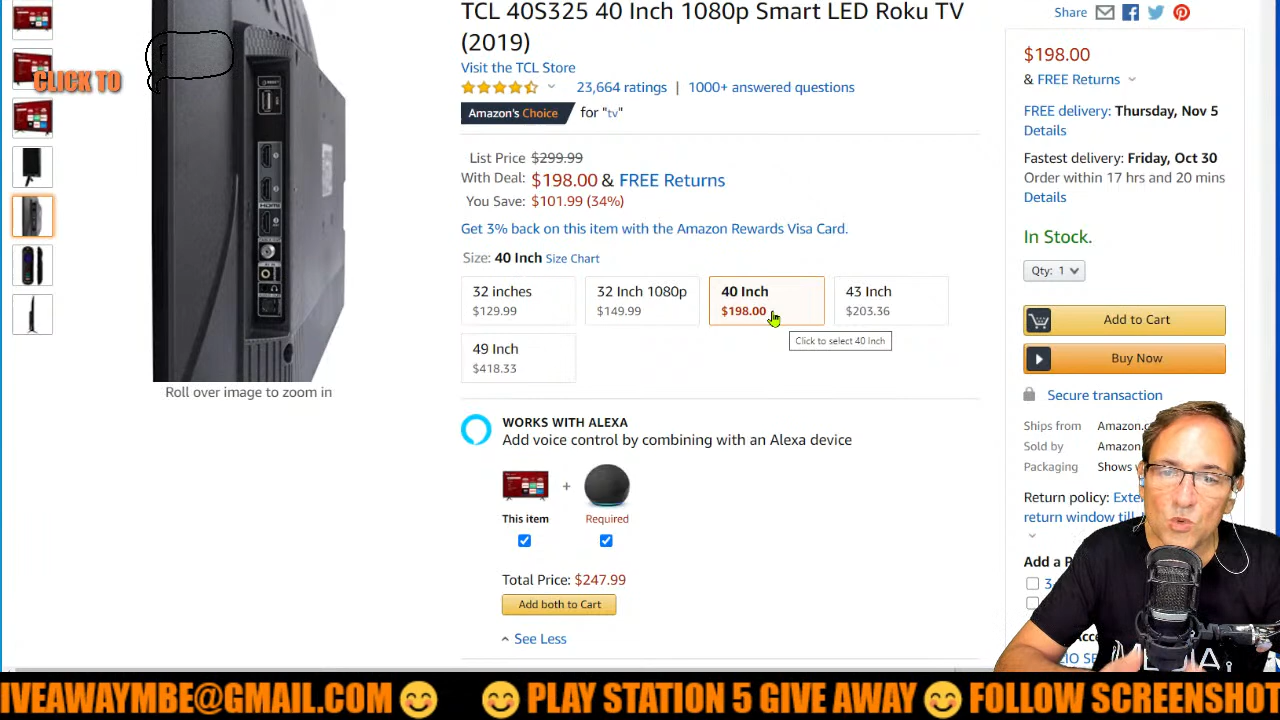 TCL 40S325 40 Inch 1080p Smart LED Roku TV
(2019)
Visit the TCL Store
23,664 ratings | 1000+ answered questions
Amazon's Choice for "tv"
List Price $299.99
With Deal: $198.00 & FREE Returns
You Save: $101.99 (34%)
Get 3% back on this item with the Amazon Rewards Visa Card.
Size: 40 Inch Size Chart
32 inches
$129.99
32 Inch 1080p
$149.99
40 Inch
$198.00
43 Inch
$203.36
Click to select 40 Inch
49 Inch
$418.33
CLICK TO
HDMI
Roll over image to zoom in
WORKS WITH ALEXA
Add voice control by combining with an Alexa device
+
This item
Required
Total Price: $247.99
Add both to Cart
See Less
Share
$198.00
& FREE Returns
FREE delivery: Thursday, Nov 5
Details
Fastest delivery: Friday, Oct 30
Order within 17 hrs and 20 mins
Details
In Stock.
Qty: 1
Add to Cart
Buy Now
Secure transaction
Ships from Amazon.
Sold by Amazon
Packaging Shows
Return policy:
return window till
Add a
MEDIA
IVEAWAYMBE@GMAIL.COM 😊 😊 PLAY STATION 5 GIVE AWAY 😊 FOLLOW SCREENSHOT